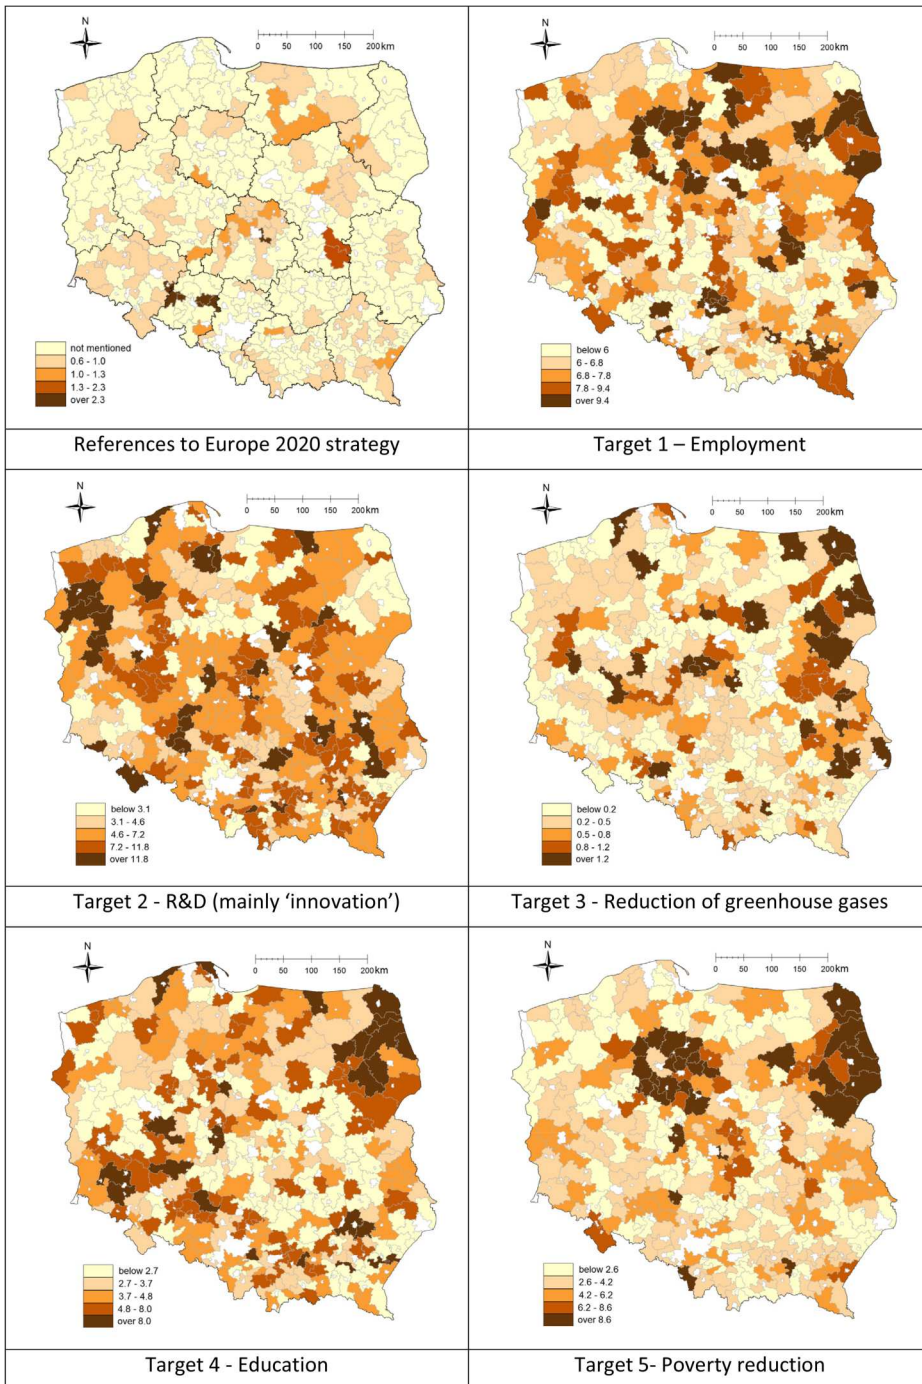 N
0 50 100 150 200 km
not mentioned
0.6 - 1.0
1.0 - 1.3
1.3 - 2.3
over 2.3
References to Europe 2020 strategy
N
0 50 100 150 200 km
below 6
6 - 6.8
6.8 - 7.8
7.8 - 9.4
over 9.4
Target 1 – Employment
N
0 50 100 150 200 km
below 3.1
3.1 - 4.6
4.6 - 7.2
7.2 - 11.8
over 11.8
Target 2 - R&D (mainly ‘innovation’)
N
0 50 100 150 200 km
below 0.2
0.2 - 0.5
0.5 - 0.8
0.8 - 1.2
over 1.2
Target 3 - Reduction of greenhouse gases
N
0 50 100 150 200 km
below 2.7
2.7 - 3.7
3.7 - 4.8
4.8 - 8.0
over 8.0
Target 4 - Education
N
0 50 100 150 200 km
below 2.6
2.6 - 4.2
4.2 - 6.2
6.2 - 8.6
over 8.6
Target 5- Poverty reduction